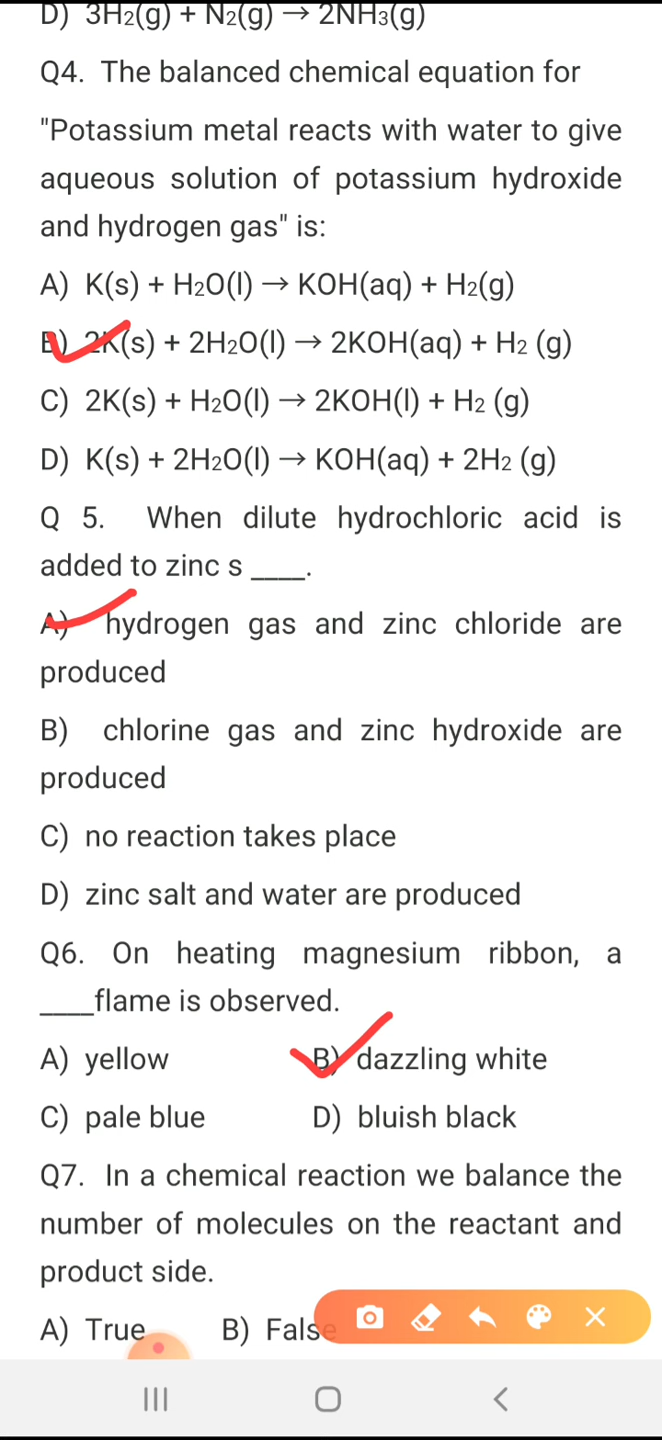 D) 3H2(g) + N2(g) → 2NH3(g)
Q4. The balanced chemical equation for
"Potassium metal reacts with water to give
aqueous solution of potassium hydroxide
and hydrogen gas" is:
A) K(s) + H2O(l) → KOH(aq) + H2(g)
B) 2K(s) + 2H2O(l) → 2KOH(aq) + H2 (g)
C) 2K(s) + H2O(l) → 2KOH(l) + H2 (g)
D) K(s) + 2H2O(l) → KOH(aq) + 2H2 (g)
Q 5. When dilute hydrochloric acid is
added to zinc s ____.
A) hydrogen gas and zinc chloride are
produced
B) chlorine gas and zinc hydroxide are
produced
C) no reaction takes place
D) zinc salt and water are produced
Q6. On heating magnesium ribbon, a
____flame is observed.
A) yellow B) dazzling white
C) pale blue D) bluish black
Q7. In a chemical reaction we balance the
number of molecules on the reactant and
product side.
A) True B) False